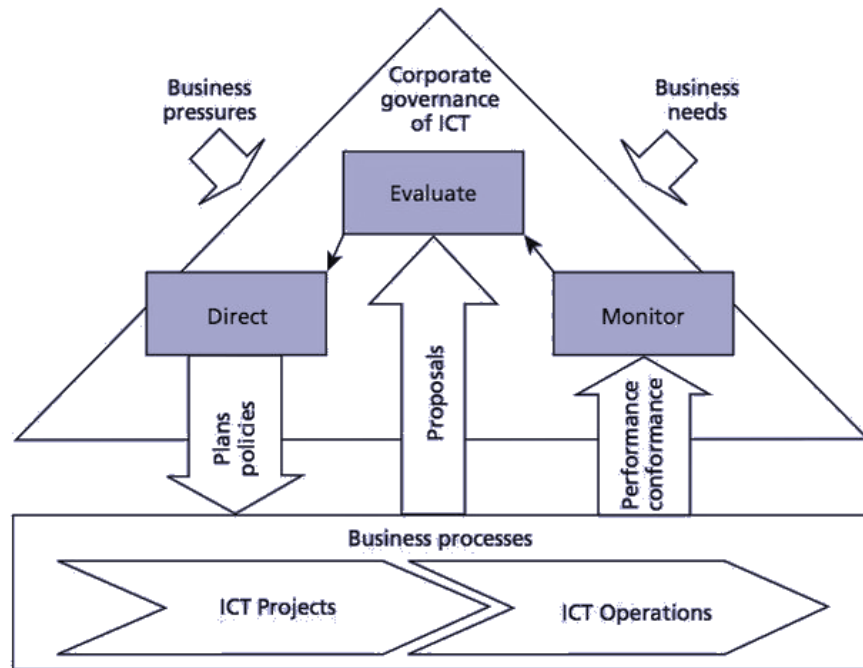 Business
pressures
Corporate
governance
of ICT
Business
needs
Evaluate
Direct
Monitor
Plans
policies
Proposals
Performance
conformance
Business processes
ICT Projects
ICT Operations